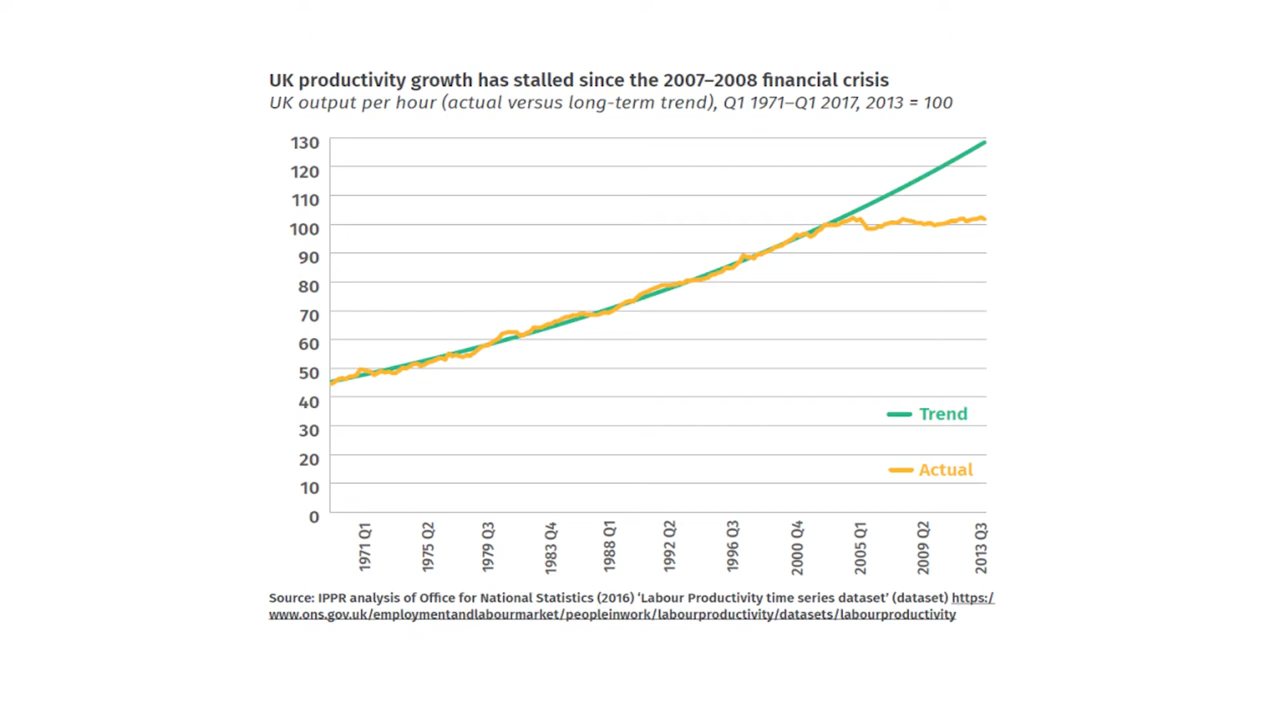 UK productivity growth has stalled since the 2007–2008 financial crisis
UK output per hour (actual versus long-term trend), Q1 1971–Q1 2017, 2013 = 100
130
120
110
100
90
80
70
60
50
40
30
20
10
0
Trend
Actual
1971 Q1
1975 Q2
1979 Q3
1983 Q4
1988 Q1
1992 Q2
1996 Q3
2000 Q4
2005 Q1
2009 Q2
2013 Q3
Source: IPPR analysis of Office for National Statistics (2016) ‘Labour Productivity time series dataset’ (dataset) https:/
www.ons.gov.uk/employmentandlabourmarket/peopleinwork/labourproductivity/datasets/labourproductivity